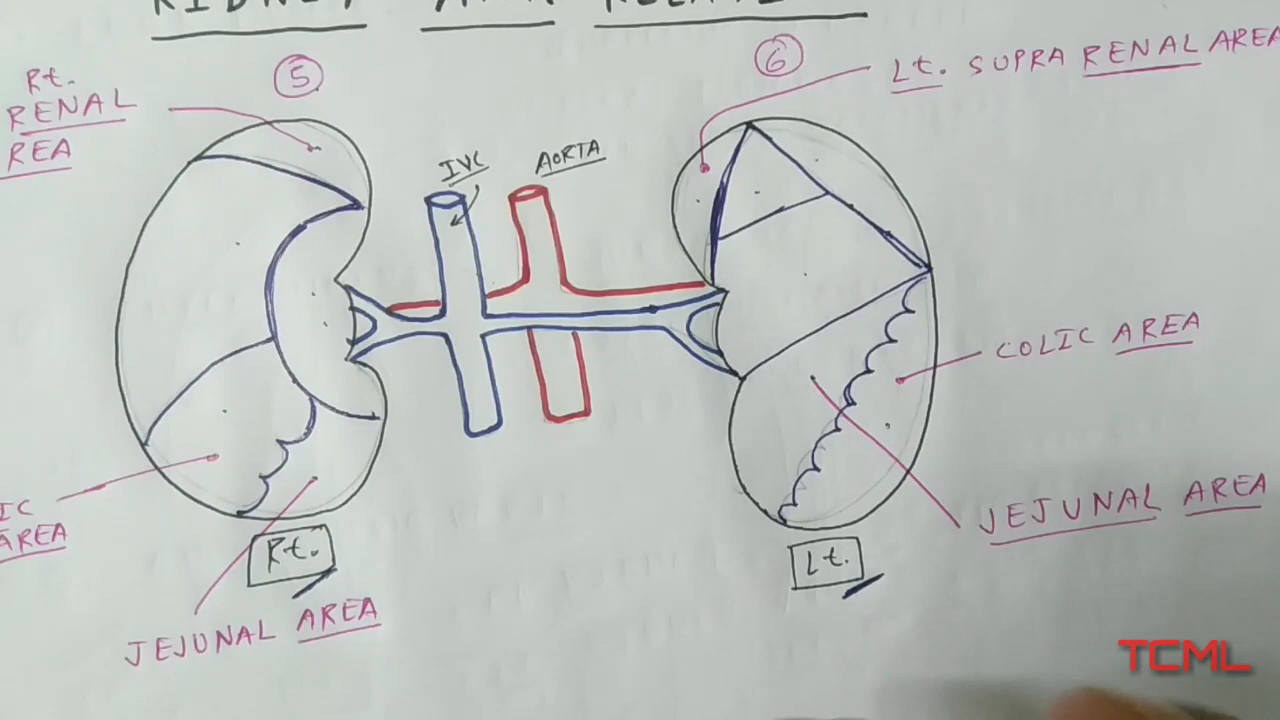 KIDNEY
Rt.
RENAL
REA
5
6
Lt. SUPRA RENAL AREA
IVC
AORTA
COLIC AREA
JEJUNAL AREA
IC
AREA
Rt.
Lt.
JEJUNAL AREA
TCML